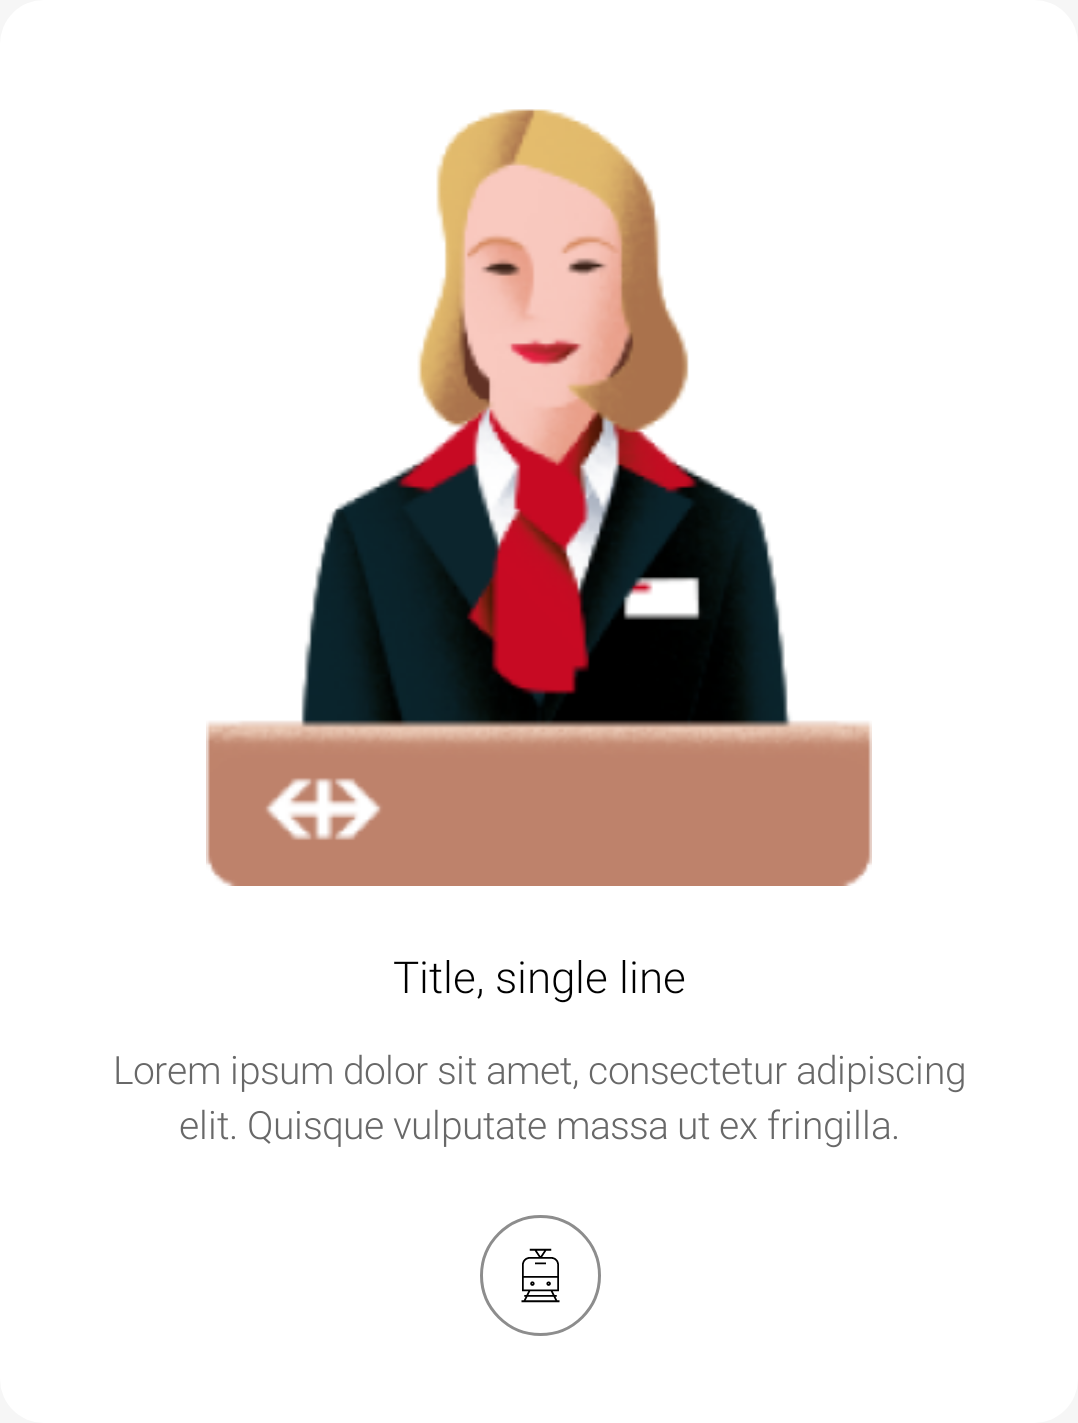 Title, single line
Lorem ipsum dolor sit amet, consectetur adipiscing
elit. Quisque vulputate massa ut ex fringilla.